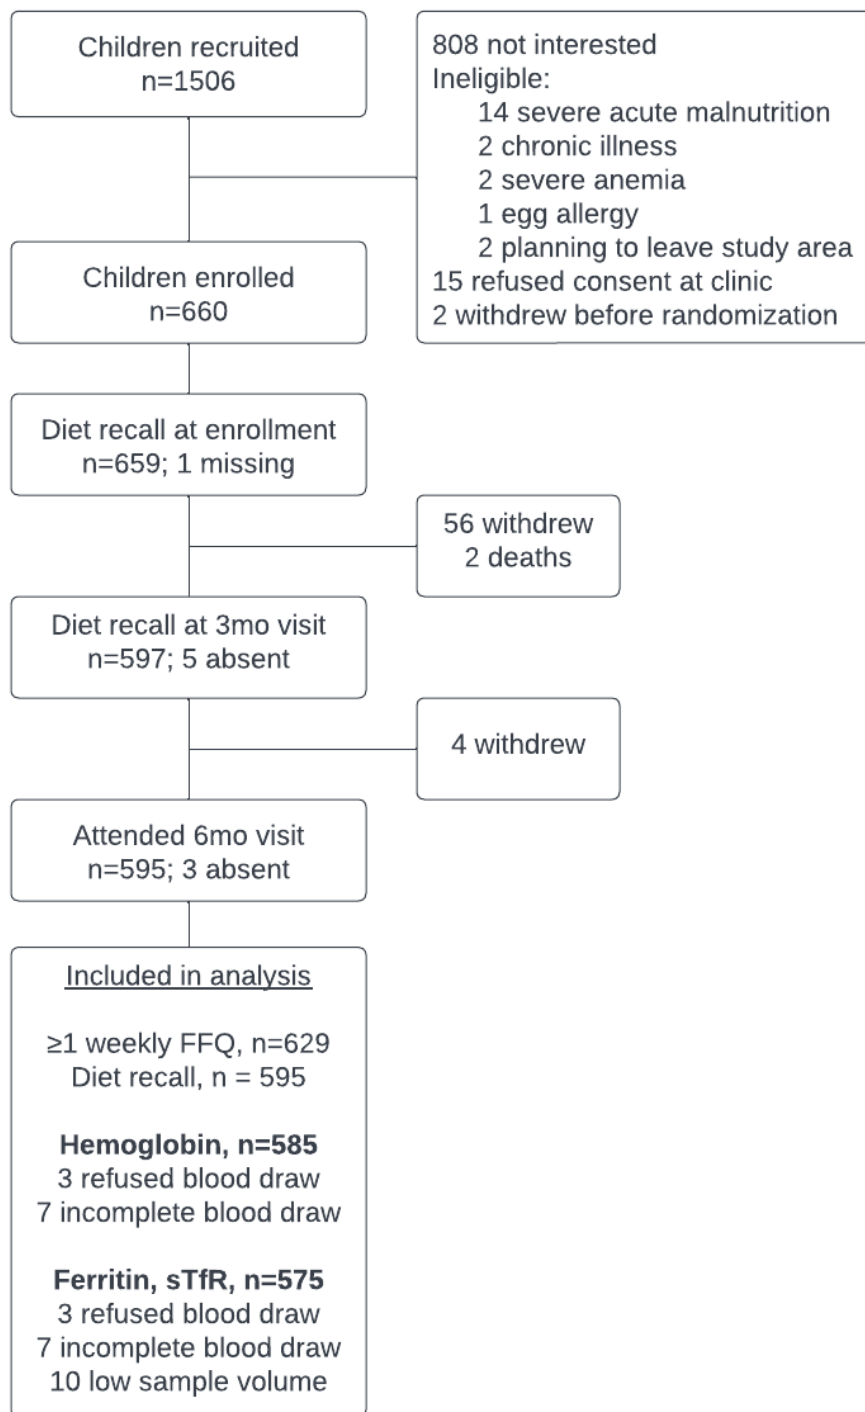 Children recruited
n=1506
808 not interested
Ineligible:
14 severe acute malnutrition
2 chronic illness
2 severe anemia
1 egg allergy
2 planning to leave study area
15 refused consent at clinic
2 withdrew before randomization
Children enrolled
n=660
Diet recall at enrollment
n=659; 1 missing
56 withdrew
2 deaths
Diet recall at 3mo visit
n=597; 5 absent
4 withdrew
Attended 6mo visit
n=595; 3 absent
Included in analysis
≥1 weekly FFQ, n=629
Diet recall, n = 595
Hemoglobin, n=585
3 refused blood draw
7 incomplete blood draw
Ferritin, sTfR, n=575
3 refused blood draw
7 incomplete blood draw
10 low sample volume